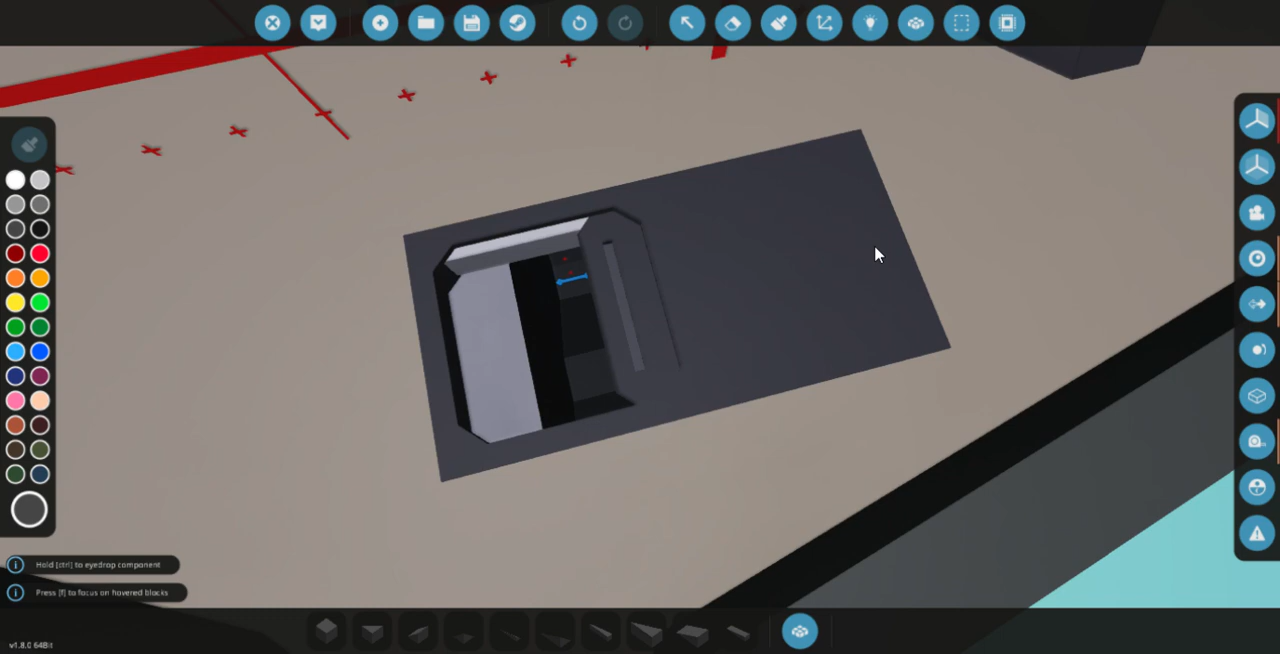 Hold [ctrl] to eyedrop component
Press [f] to focus on hovered blocks
v1.8.0 64Bit